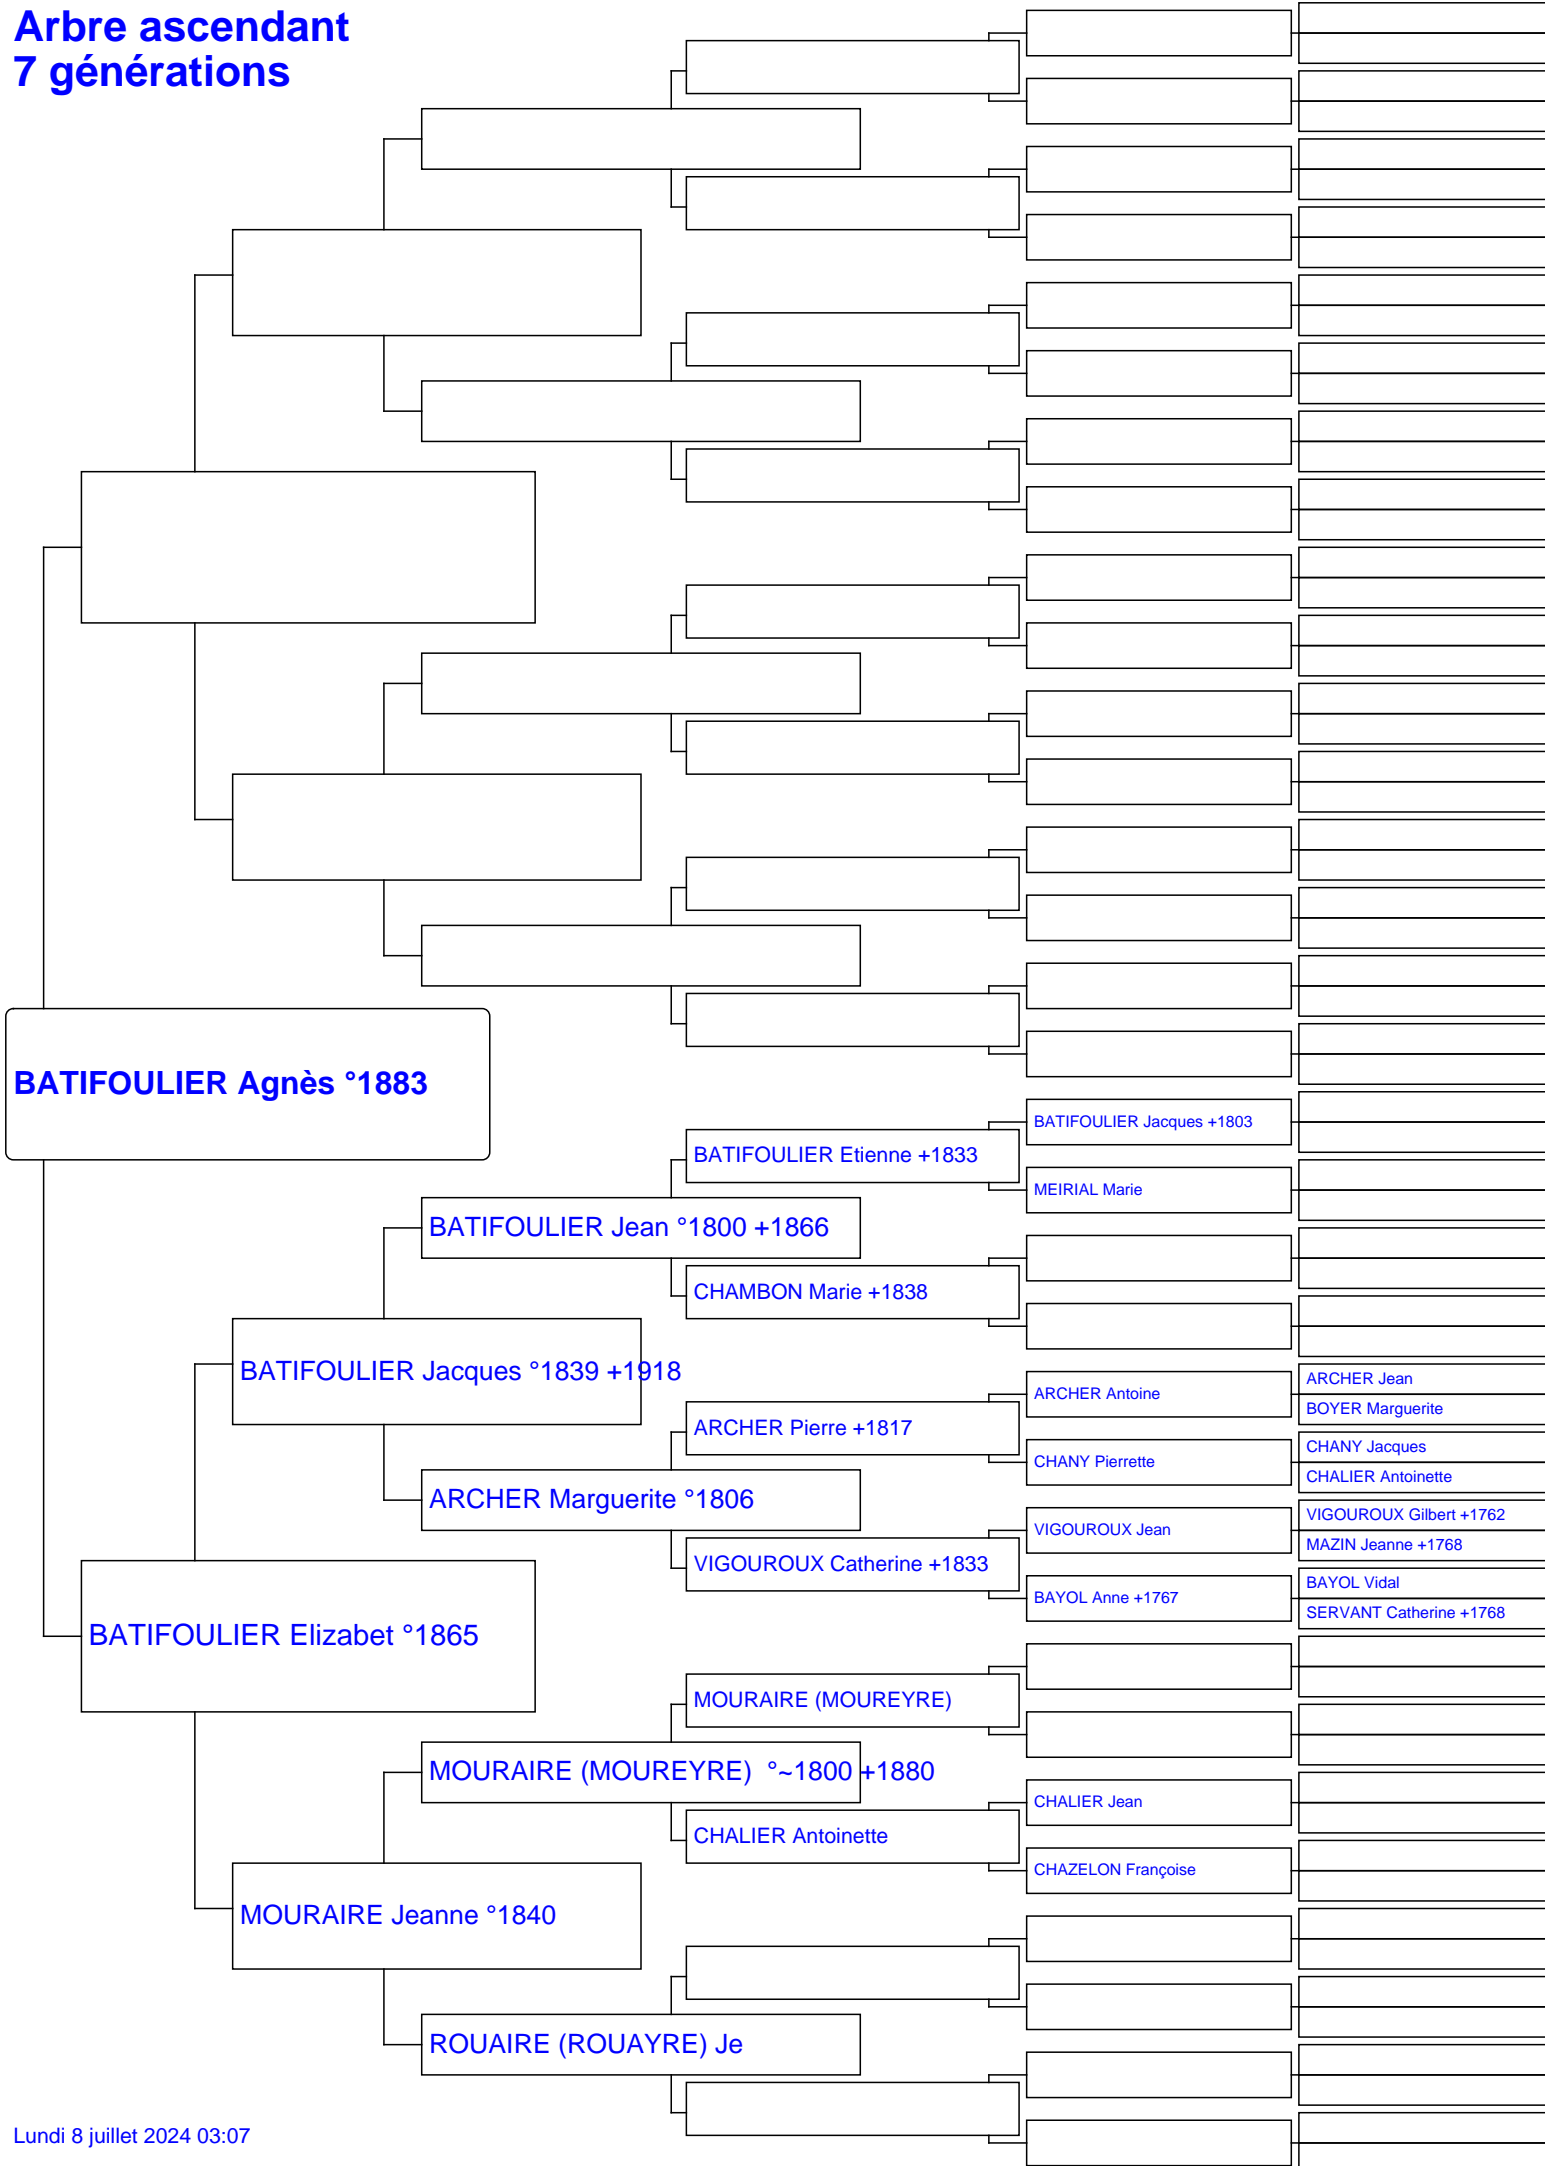 Arbre ascendant
7 générations
BATIFOULIER Agnès °1883
BATIFOULIER Jacques +1803
BATIFOULIER Etienne +1833
MEIRIAL Marie
BATIFOULIER Jean °1800 +1866
CHAMBON Marie +1838
BATIFOULIER Jacques °1839 +1918
ARCHER Jean
ARCHER Antoine
BOYER Marguerite
ARCHER Pierre +1817
CHANY Jacques
CHANY Pierrette
CHALIER Antoinette
ARCHER Marguerite °1806
VIGOUROUX Gilbert +1762
VIGOUROUX Jean
MAZIN Jeanne +1768
VIGOUROUX Catherine +1833
BAYOL Vidal
BAYOL Anne +1767
SERVANT Catherine +1768
BATIFOULIER Elizabet °1865
MOURAIRE (MOUREYRE)
MOURAIRE (MOUREYRE)  °~1800 +1880
CHALIER Jean
CHALIER Antoinette
CHAZELON Françoise
MOURAIRE Jeanne °1840
ROUAIRE (ROUAYRE) Je
Lundi 8 juillet 2024 03:07